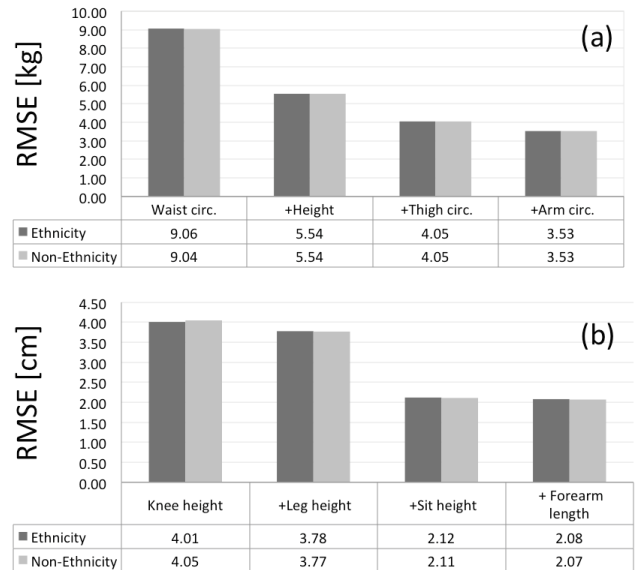 10.00
9.00
8.00
7.00
6.00
5.00
4.00
3.00
2.00
1.00
0.00
RMSE [kg]
(a)
Waist circ. +Height +Thigh circ. +Arm circ.
Ethnicity 9.06 5.54 4.05 3.53
Non-Ethnicity 9.04 5.54 4.05 3.53
4.50
4.00
3.50
3.00
2.50
2.00
1.50
1.00
0.50
0.00
RMSE [cm]
(b)
Knee height +Leg height +Sit height + Forearm
length
Ethnicity 4.01 3.78 2.12 2.08
Non-Ethnicity 4.05 3.77 2.11 2.07